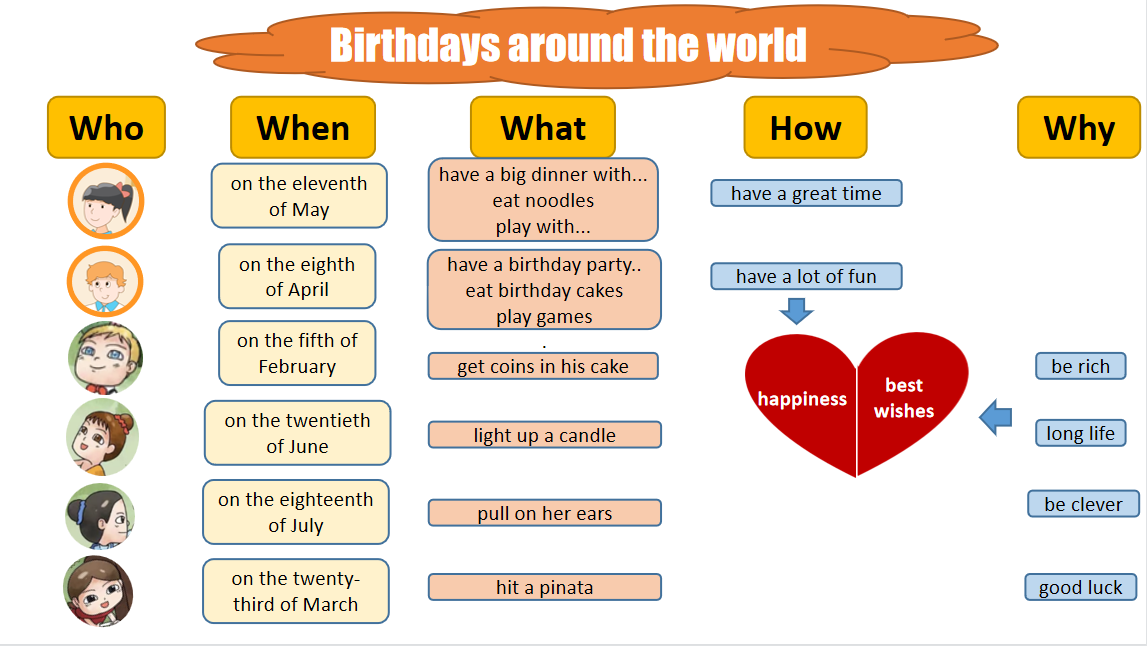 Birthdays around the world
Who
When
What
How
Why
on the eleventh
of May
have a big dinner with...
eat noodles
play with...
have a great time
on the eighth
of April
have a birthday party..
eat birthday cakes
play games
have a lot of fun
on the fifth of
February
.
get coins in his cake
happiness
best
wishes
be rich
on the twentieth
of June
light up a candle
long life
on the eighteenth
of July
pull on her ears
be clever
on the twenty-
third of March
hit a pinata
good luck